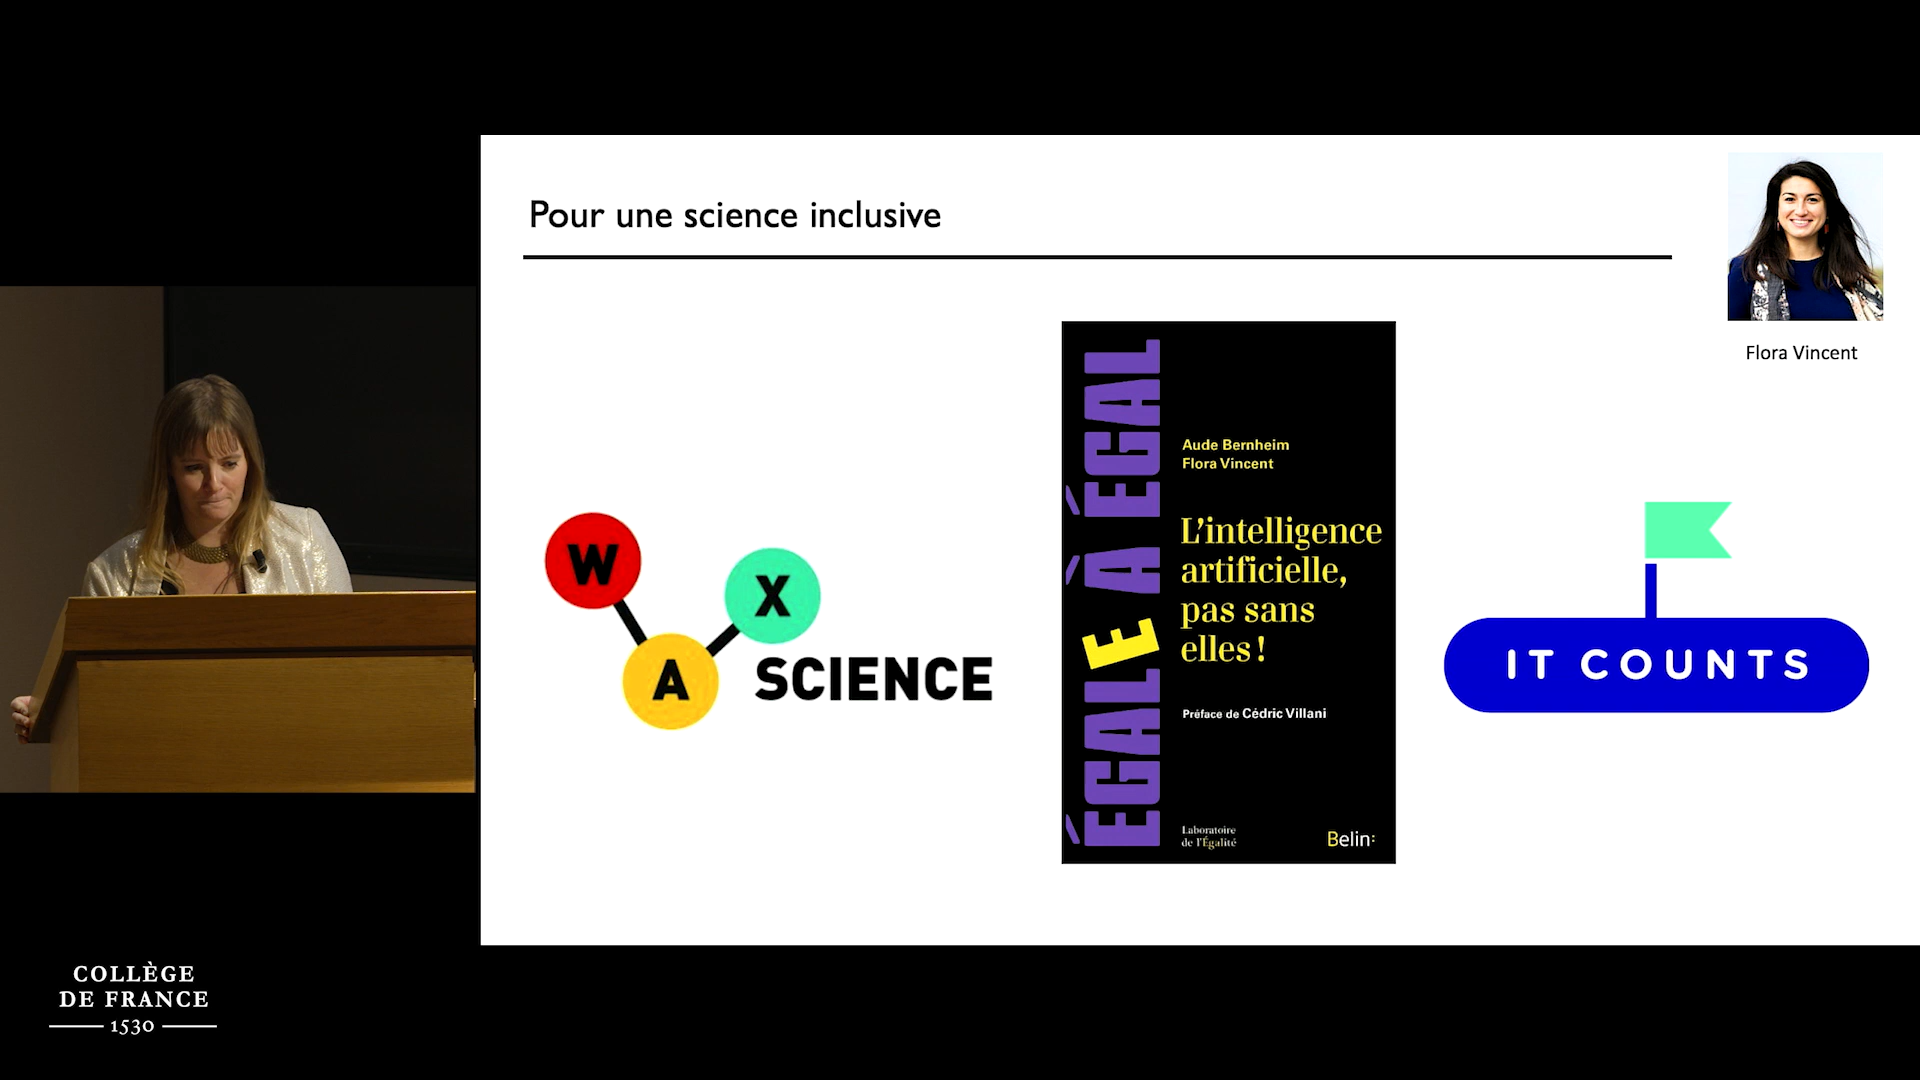 Pour une science inclusive
Flora Vincent
W
A
X
SCIENCE
ÉGALE À ÉGAL
Aude Bernheim
Flora Vincent
L'intelligence
artificielle,
pas sans
elles !
Préface de Cédric Villani
Laboratoire
de l'Égalité
Belin:
IT COUNTS
COLLÈGE
DE FRANCE
1530